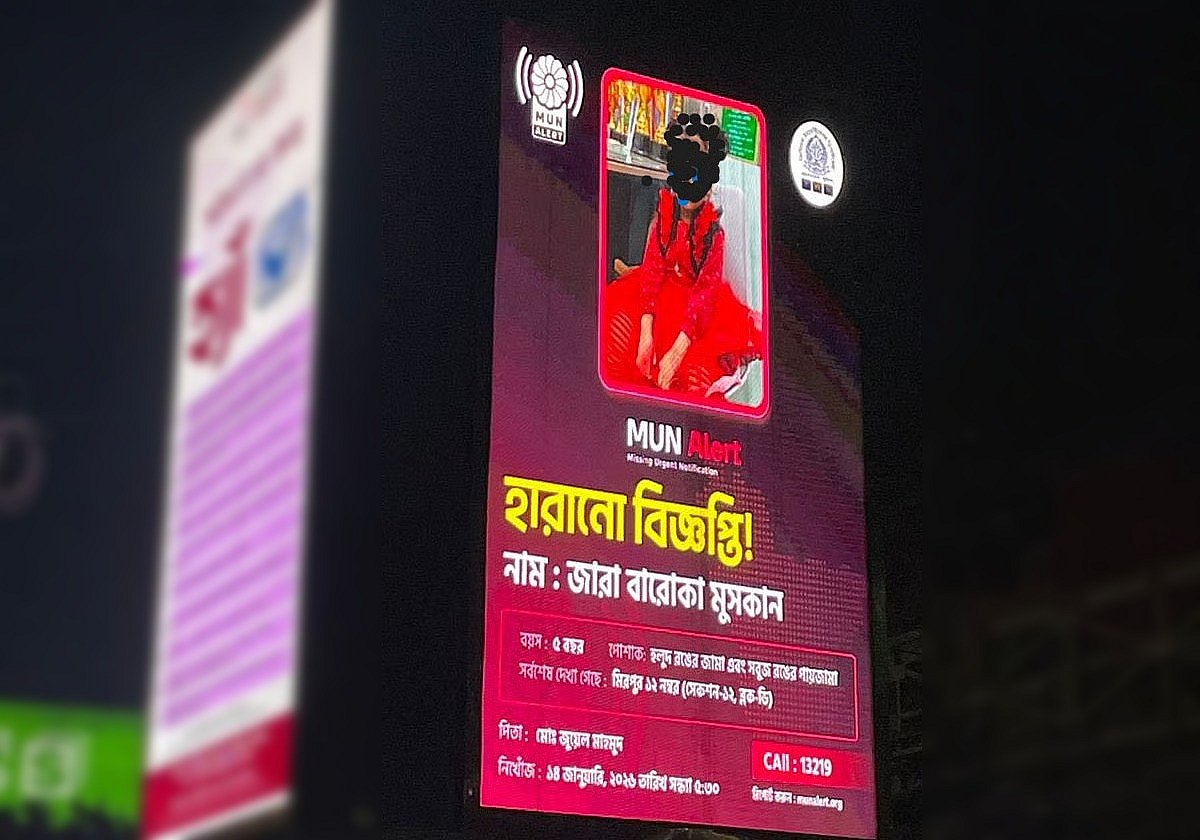 MUN
ALERT
MUN Alert
Missing Urgent Notification
হারানো বিজ্ঞপ্তি!
নাম : জারা বারোকা মুসকান
বয়স : ৫ বছর পোশাক: হলুদ রঙের জামা এবং সবুজ রঙের পায়জামা
সর্বশেষ দেখা গেছে : মিরপুর ১২ নম্বর (সেকশন-১২, ব্লক-ডি)
পিতা : মোঃ জুয়েল মাহমুদ
নিখোঁজ : ১৪ জানুয়ারি, ২০২৬ তারিখ সন্ধ্যা ৫:৩০
CAll : 13219
রিপোর্ট করুন : munalert.org